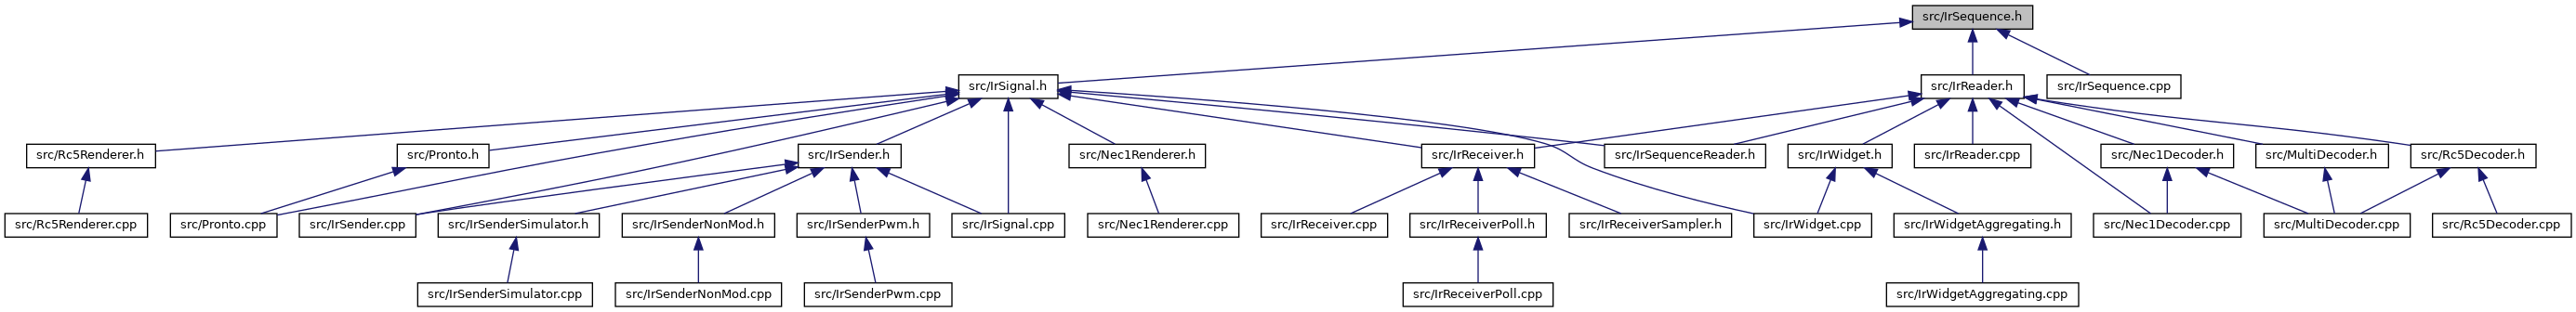 src/IrSequence.h
src/IrSignal.h
src/IrReader.h
src/IrSequence.cpp
src/Rc5Renderer.h
src/Pronto.h
src/IrSender.h
src/Nec1Renderer.h
src/IrReceiver.h
src/IrSequenceReader.h
src/IrWidget.h
src/IrReader.cpp
src/Nec1Decoder.h
src/MultiDecoder.h
src/Rc5Decoder.h
src/Rc5Renderer.cpp
src/Pronto.cpp
src/IrSender.cpp
src/IrSenderSimulator.h
src/IrSenderNonMod.h
src/IrSenderPwm.h
src/IrSignal.cpp
src/Nec1Renderer.cpp
src/IrReceiver.cpp
src/IrReceiverPoll.h
src/IrReceiverSampler.h
src/IrWidget.cpp
src/IrWidgetAggregating.h
src/Nec1Decoder.cpp
src/MultiDecoder.cpp
src/Rc5Decoder.cpp
src/IrSenderSimulator.cpp
src/IrSenderNonMod.cpp
src/IrSenderPwm.cpp
src/IrReceiverPoll.cpp
src/IrWidgetAggregating.cpp